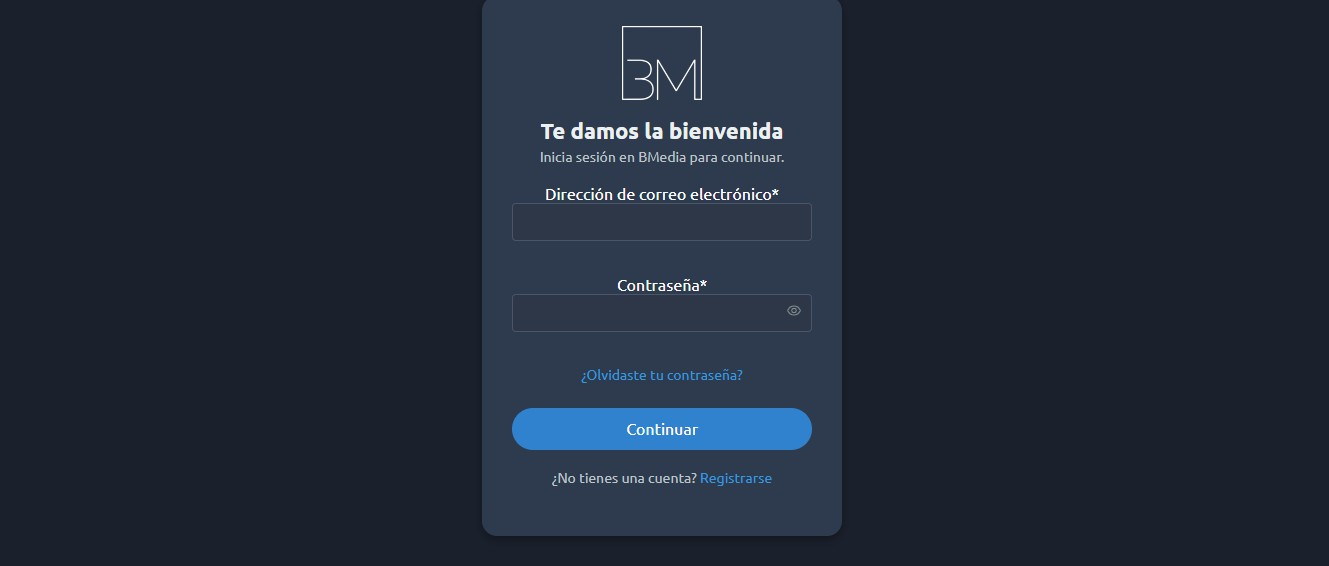 BM
Te damos la bienvenida
Inicia sesión en BMedia para continuar.
Dirección de correo electrónico*
Contraseña*
¿Olvidaste tu contraseña?
Continuar
¿No tienes una cuenta? Registrarse